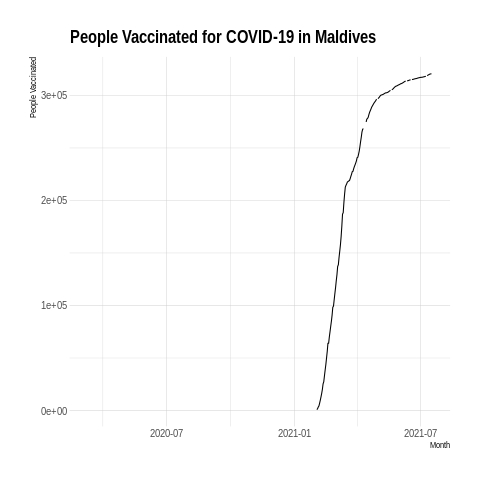 People Vaccinated for COVID-19 in Maldives
People Vaccinated
3e+05
2e+05
1e+05
0e+00
2020-07
2021-01
2021-07
Month